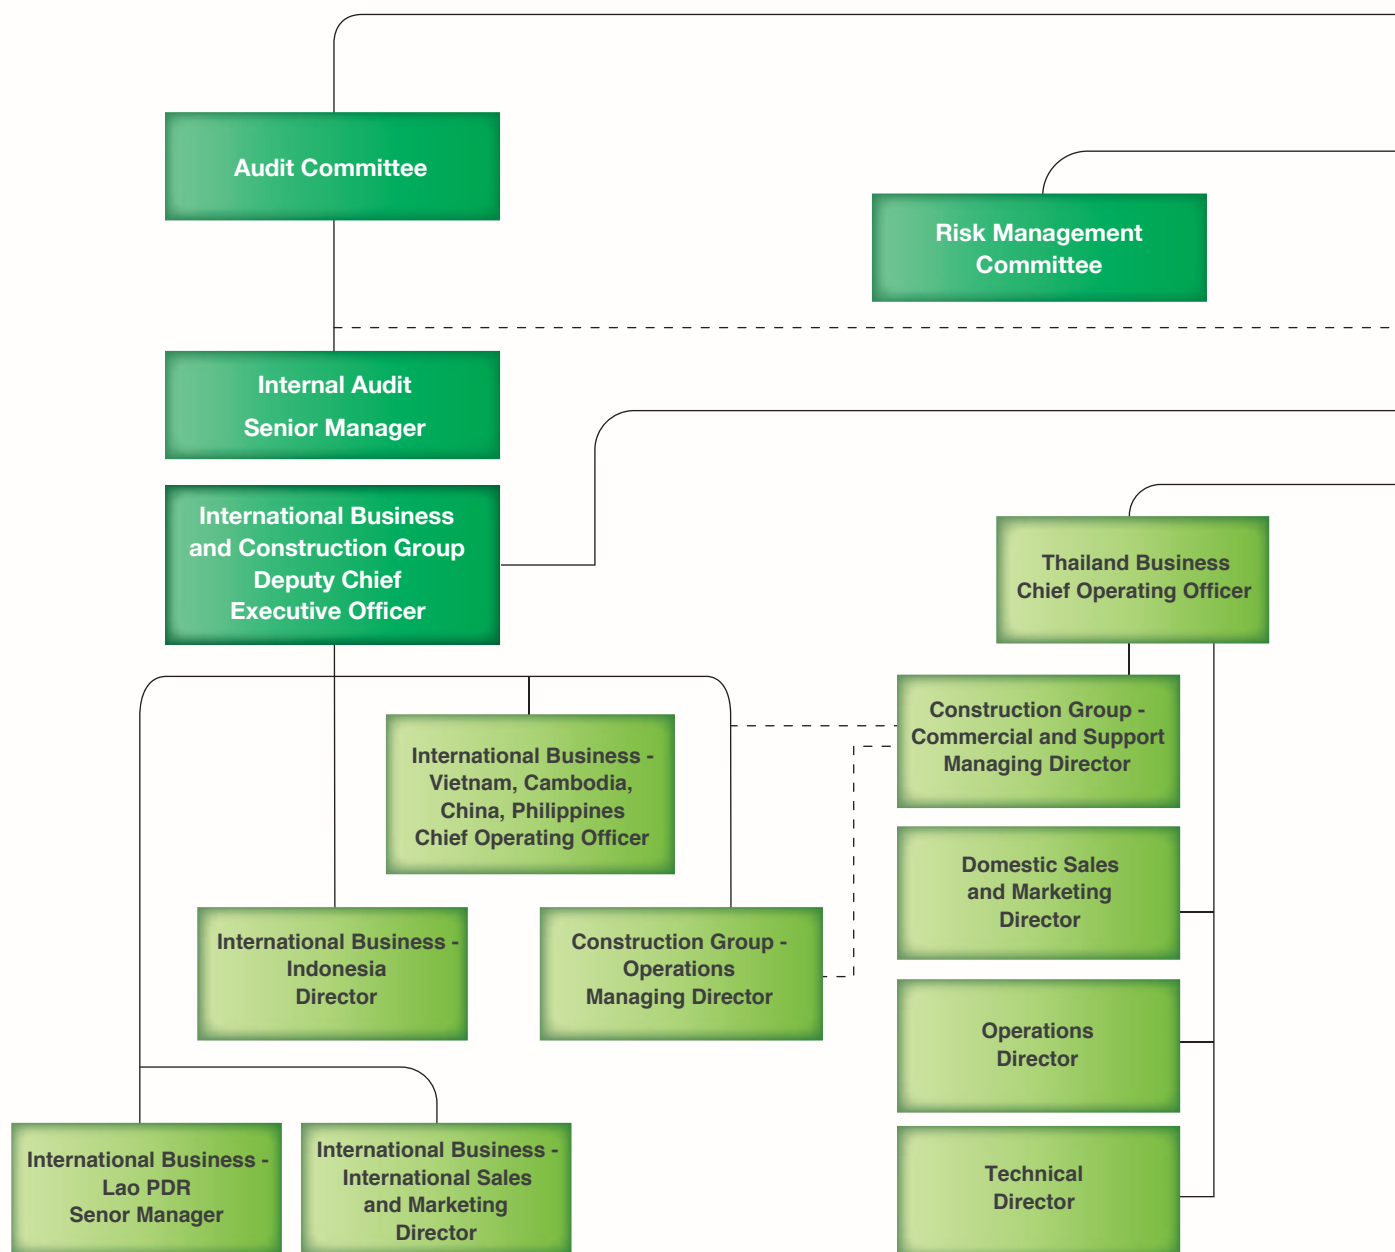 Audit Committee
Risk Management
Committee
Internal Audit
Senior Manager
International Business
and Construction Group
Deputy Chief
Executive Officer
Thailand Business
Chief Operating Officer
International Business -
Vietnam, Cambodia,
China, Philippines
Chief Operating Officer
Construction Group -
Commercial and Support
Managing Director
Domestic Sales
and Marketing
Director
International Business -
Indonesia
Director
Construction Group -
Operations
Managing Director
Operations
Director
International Business -
Lao PDR
Senor Manager
International Business -
International Sales
and Marketing
Director
Technical
Director